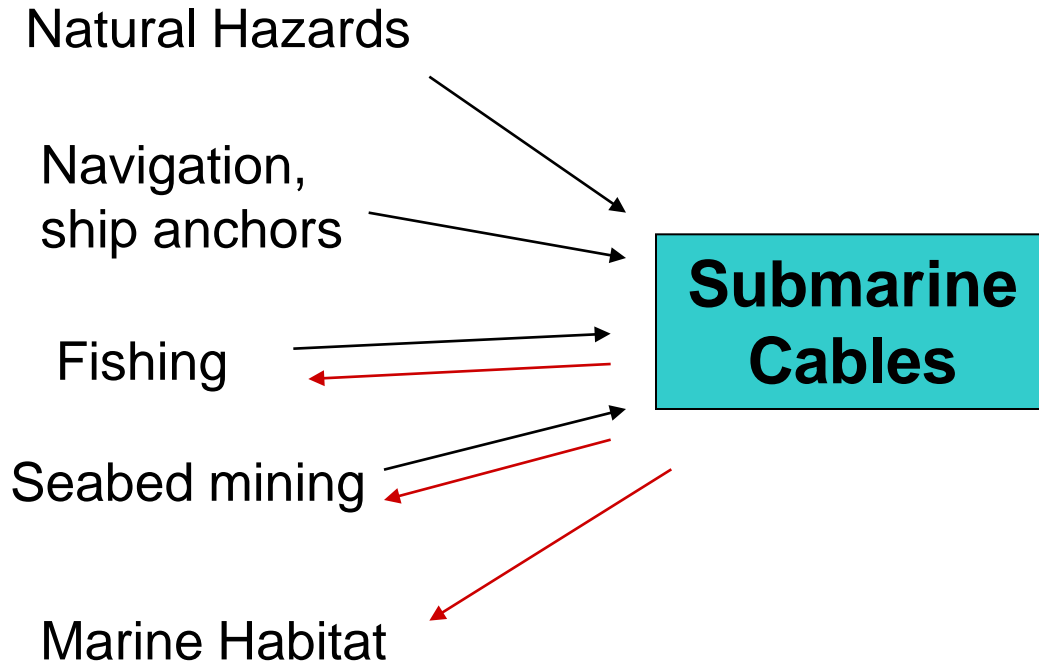 Natural Hazards
Navigation,
ship anchors
Submarine
Cables
Fishing
Seabed mining
Marine Habitat